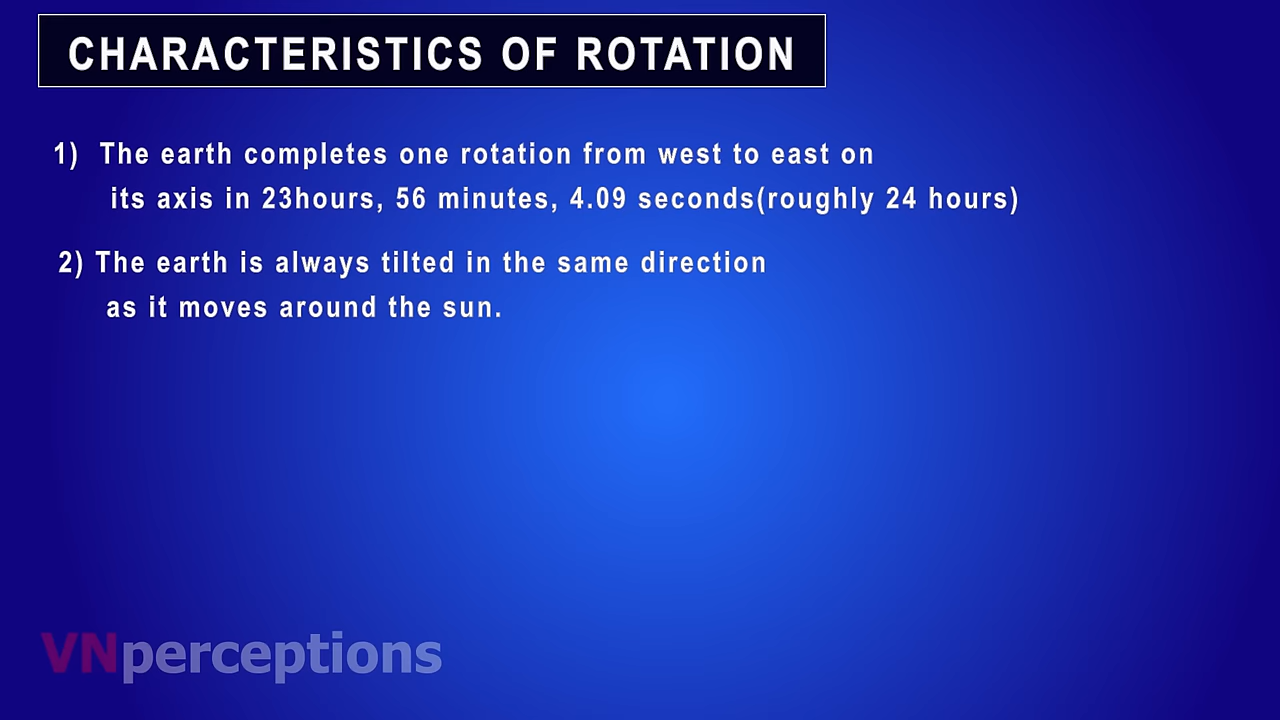 CHARACTERISTICS OF ROTATION
1) The earth completes one rotation from west to east on
its axis in 23hours, 56 minutes, 4.09 seconds(roughly 24 hours)
2) The earth is always tilted in the same direction
as it moves around the sun.
VNperceptions